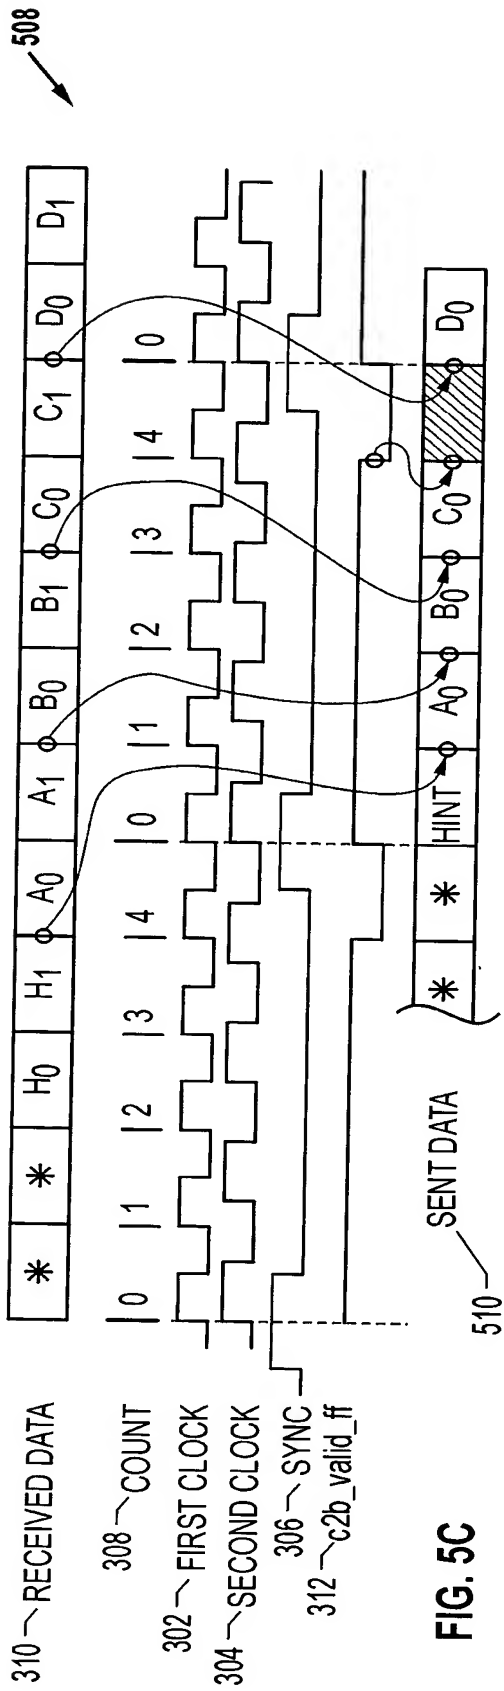 508
310 RECEIVED DATA * * H0 H1 A0 A1 B0 B1 C0 C1 D0 D1
308 COUNT |0 |1 |2 |3 |4 |0 |1 |2 |3 |4 |0
302 FIRST CLOCK
304 SECOND CLOCK
306 SYNC
312 c2b_valid_ff
510 SENT DATA * * HINT A0 B0 C0 D0
FIG. 5C